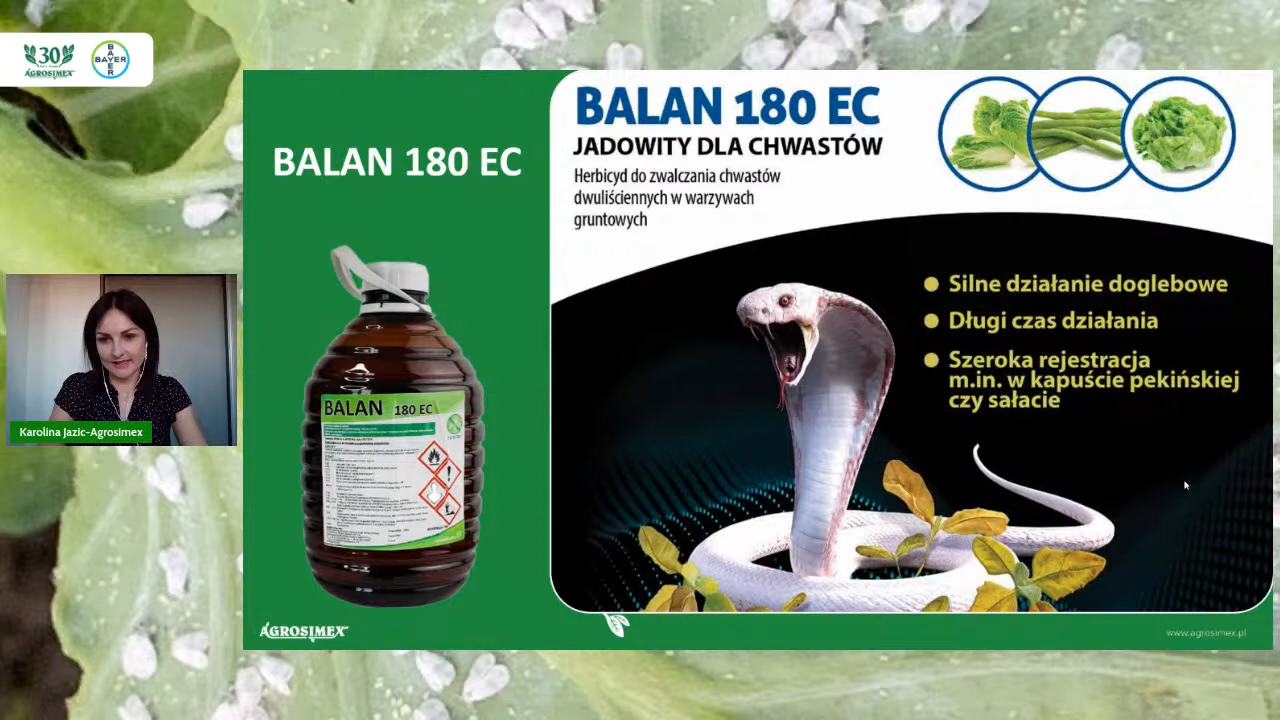 30
AGROSIMEX
BAYER
BAYER
BALAN 180 EC
BALAN 180 EC
JADOWITY DLA CHWASTÓW
Herbicyd do zwalczania chwastów
dwuliściennych w warzywach
gruntowych
Silne działanie doglebowe
Długi czas działania
Szeroka rejestracja
m.in. w kapuście pekińskiej
czy sałacie
BALAN 180 EC
Karolina Jazic-Agrosimex
AGROSIMEX
www.agrosimex.pl